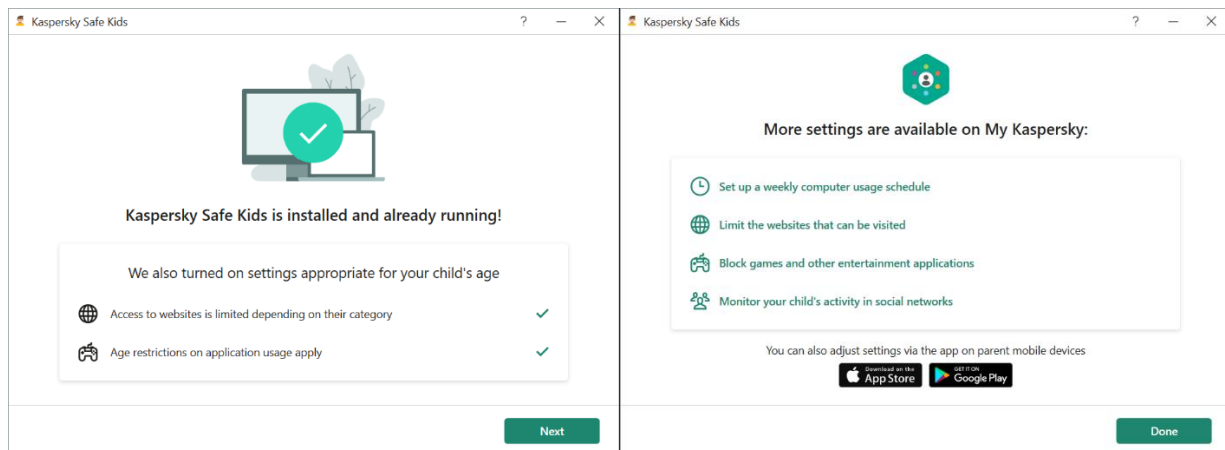 Kaspersky Safe Kids
Kaspersky Safe Kids is installed and already running!
We also turned on settings appropriate for your child's age
Access to websites is limited depending on their category
Age restrictions on application usage apply
Next
Kaspersky Safe Kids
More settings are available on My Kaspersky:
Set up a weekly computer usage schedule
Limit the websites that can be visited
Block games and other entertainment applications
Monitor your child's activity in social networks
You can also adjust settings via the app on parent mobile devices
Download on the
App Store
GET IT ON
Google Play
Done